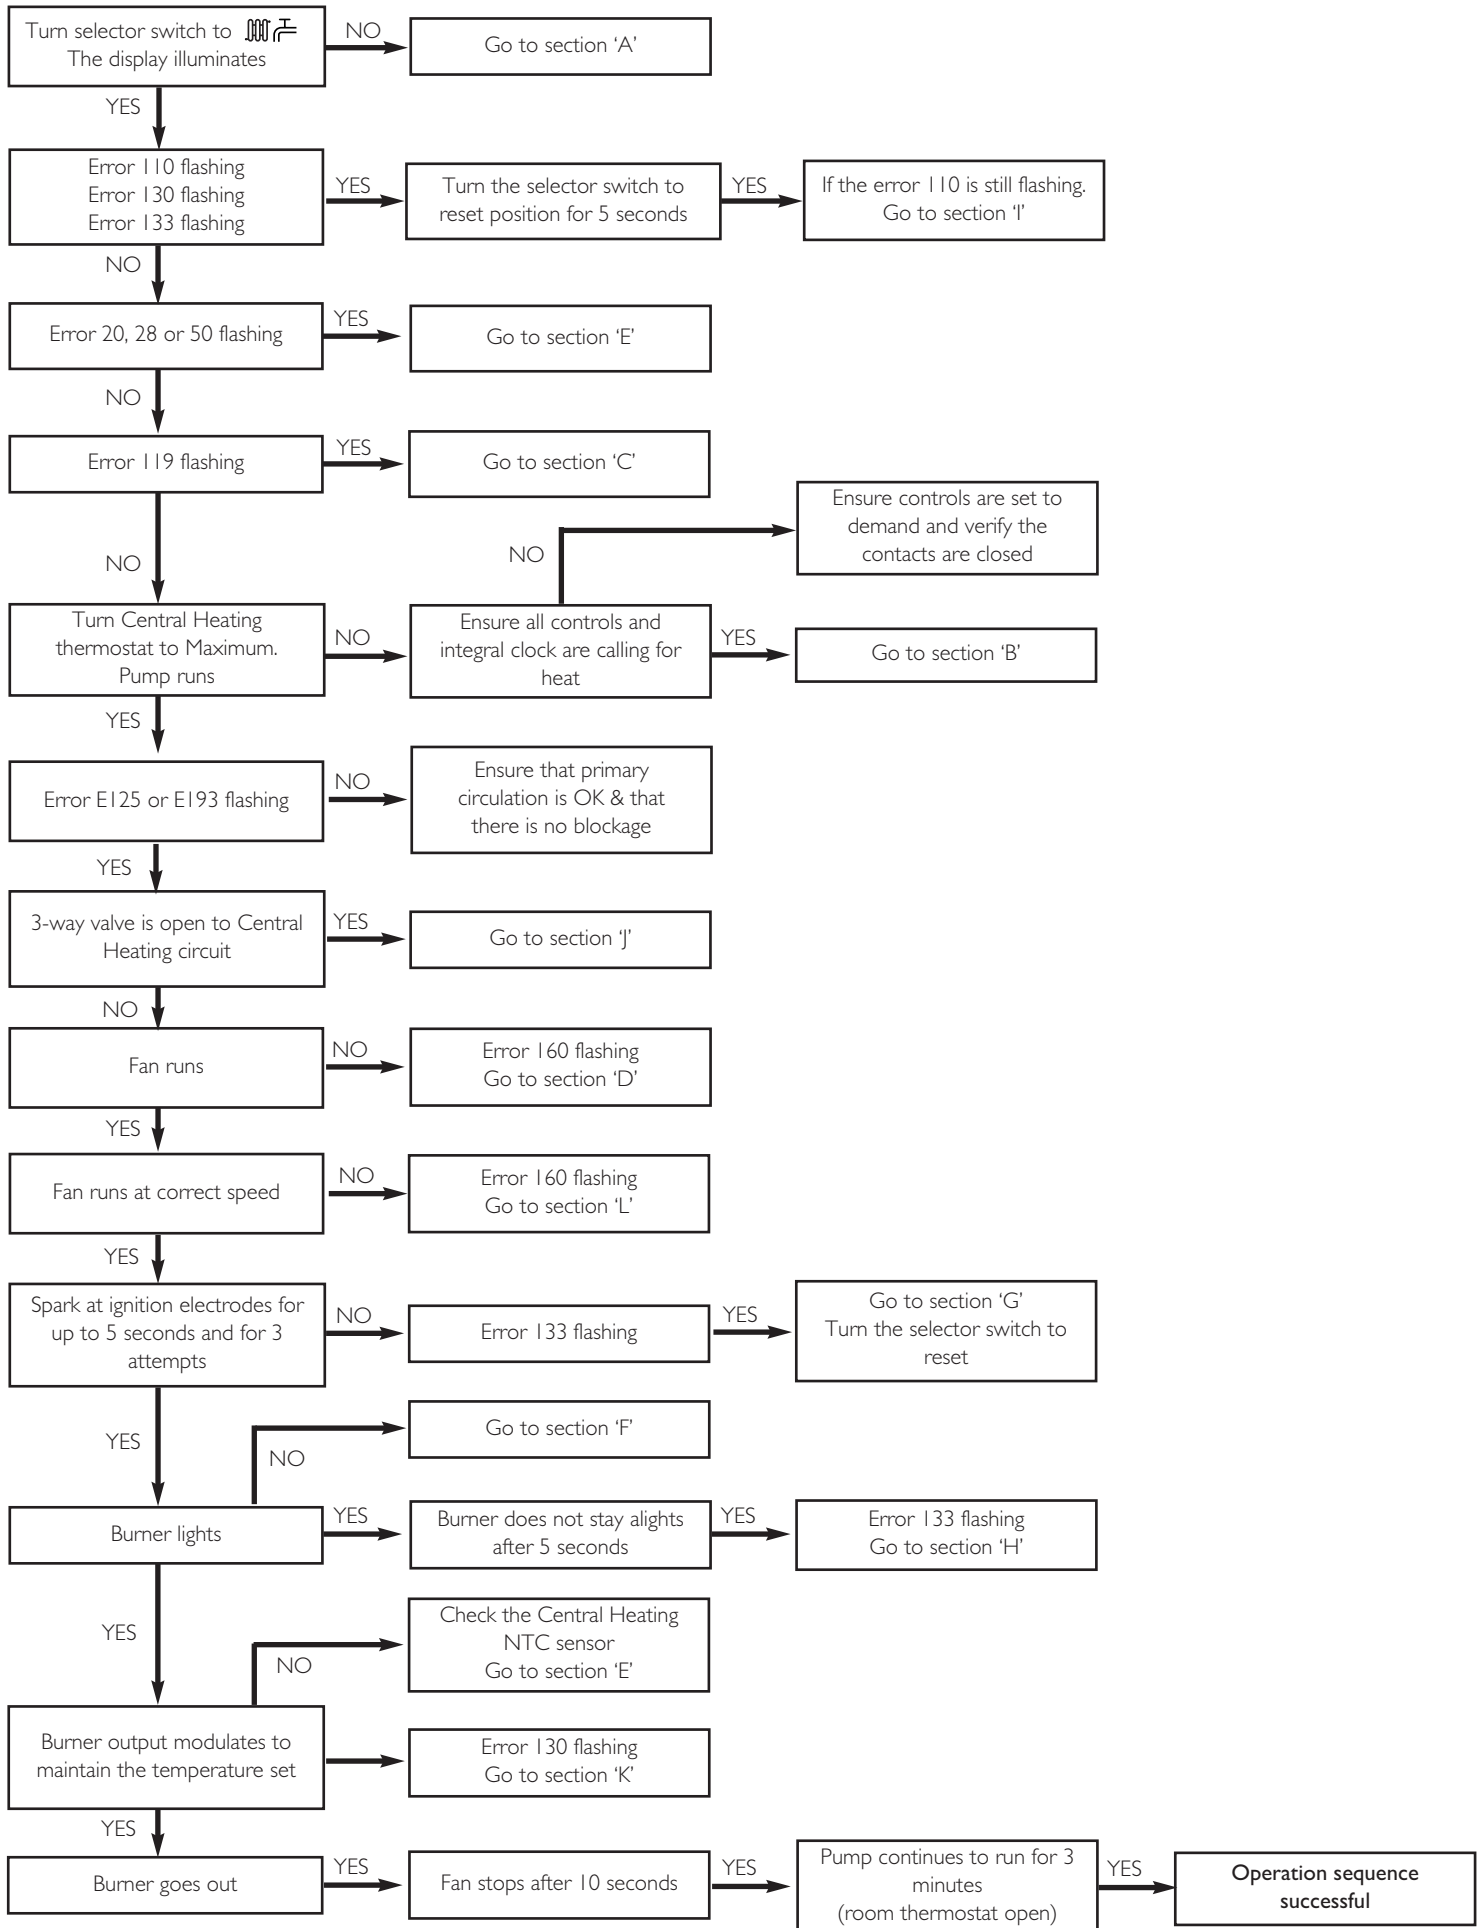 Turn selector switch to
The display illuminates
NO
Go to section ‘A’
YES
Error 110 flashing
Error 130 flashing
Error 133 flashing
YES
Turn the selector switch to
reset position for 5 seconds
YES
If the error 110 is still flashing.
Go to section ‘I’
NO
Error 20, 28 or 50 flashing
YES
Go to section ‘E’
NO
Error 119 flashing
YES
Go to section ‘C’
NO
Turn Central Heating
thermostat to Maximum.
Pump runs
NO
Ensure all controls and
integral clock are calling for
heat
NO
Ensure controls are set to
demand and verify the
contacts are closed
YES
Go to section ‘B’
YES
Error E125 or E193 flashing
NO
Ensure that primary
circulation is OK & that
there is no blockage
YES
3-way valve is open to Central
Heating circuit
YES
Go to section ‘J’
NO
Fan runs
NO
Error 160 flashing
Go to section ‘D’
YES
Fan runs at correct speed
NO
Error 160 flashing
Go to section ‘L’
YES
Spark at ignition electrodes for
up to 5 seconds and for 3
attempts
NO
Error 133 flashing
YES
Go to section ‘G’
Turn the selector switch to
reset
YES
NO
Go to section ‘F’
Burner lights
YES
Burner does not stay alights
after 5 seconds
YES
Error 133 flashing
Go to section ‘H’
YES
NO
Check the Central Heating
NTC sensor
Go to section ‘E’
Burner output modulates to
maintain the temperature set
Error 130 flashing
Go to section ‘K’
YES
Burner goes out
YES
Fan stops after 10 seconds
YES
Pump continues to run for 3
minutes
(room thermostat open)
YES
Operation sequence
successful